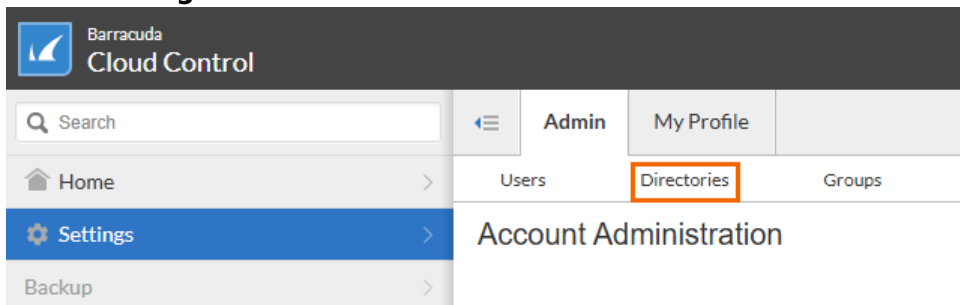 Barracuda
Cloud Control
Search
Admin
My Profile
Home
Users
Directories
Groups
Settings
Account Administration
Backup